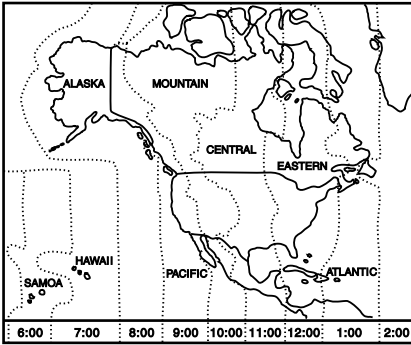 ALASKA MOUNTAIN
CENTRAL
EASTERN
HAWAII
SAMOA
PACIFIC
ATLANTIC
6:00 7:00 8:00 9:00 10:00 11:00 12:00 1:00 2:00